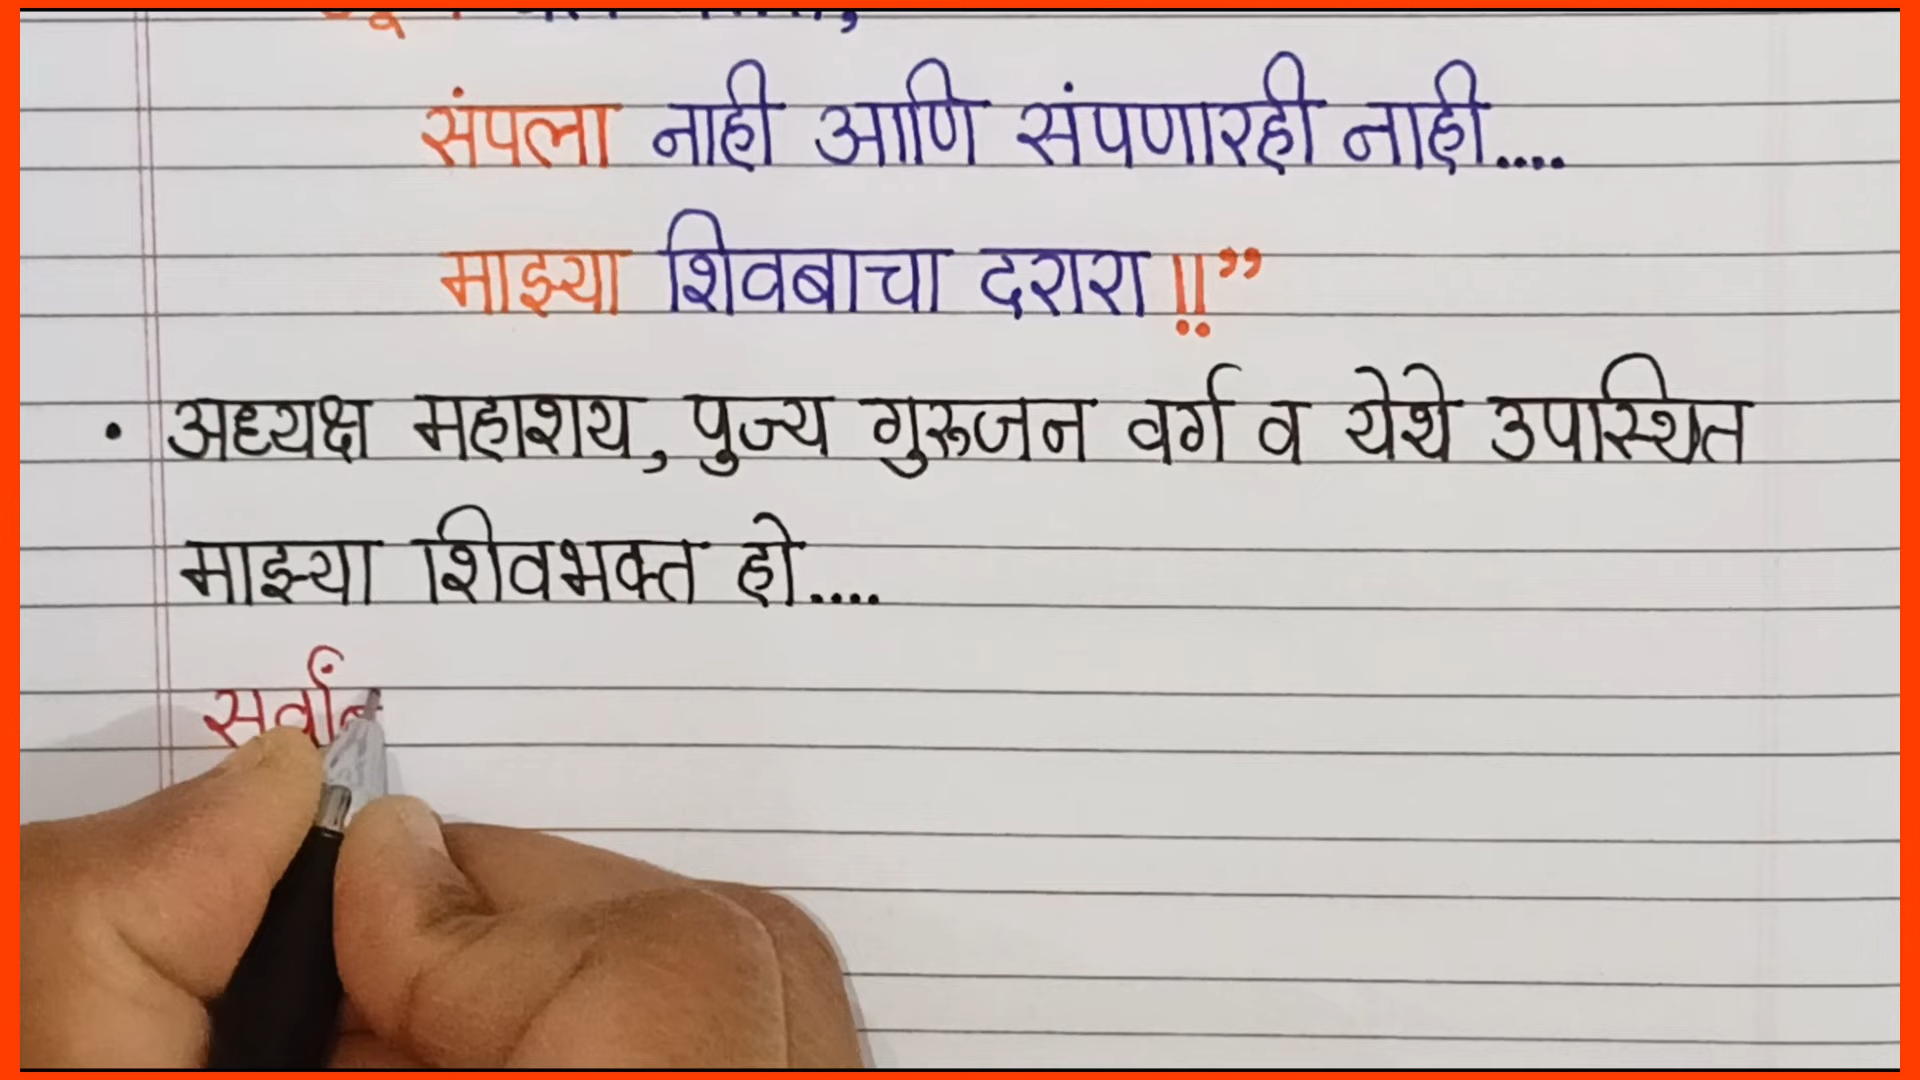 संपला नाही आणि संपणारही नाही....
माझ्या शिवबाचा दरारा!!”
• अध्यक्ष महाशय, पुज्य गुरुजन वर्ग व येथे उपस्थित
माझ्या शिवभक्त हो....